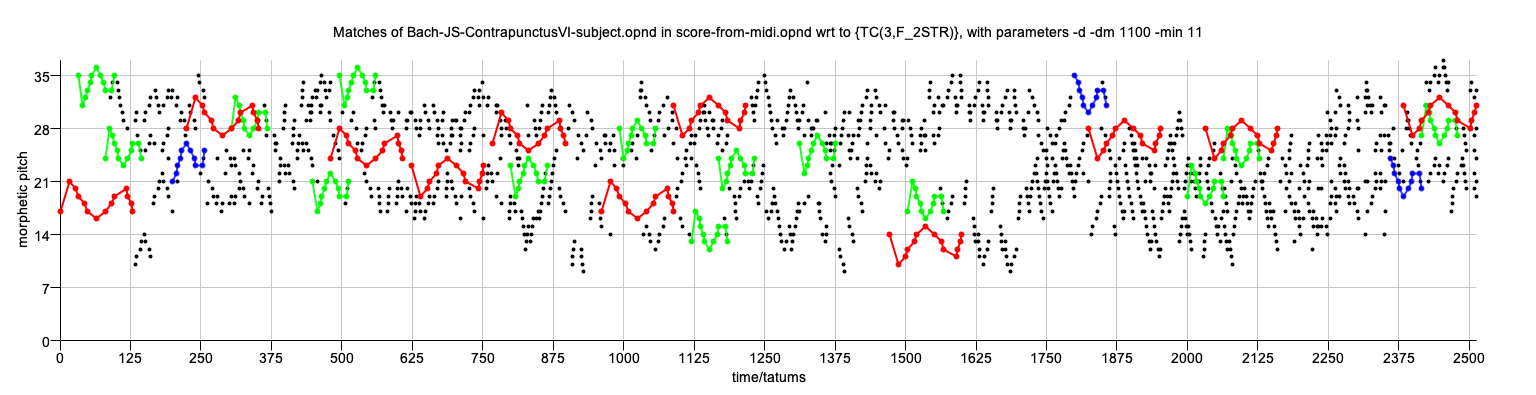 Matches of Bach-JS-ContrapunctusVI-subject.opnd in score-from-midi.opnd wrt to {TC(3,F_2STR)}, with parameters -d -dm 1100 -min 11
morphetic pitch
35
28
21
14
7
0
0 125 250 375 500 625 750 875 1000 1125 1250 1375 1500 1625 1750 1875 2000 2125 2250 2375 2500
time/tatums